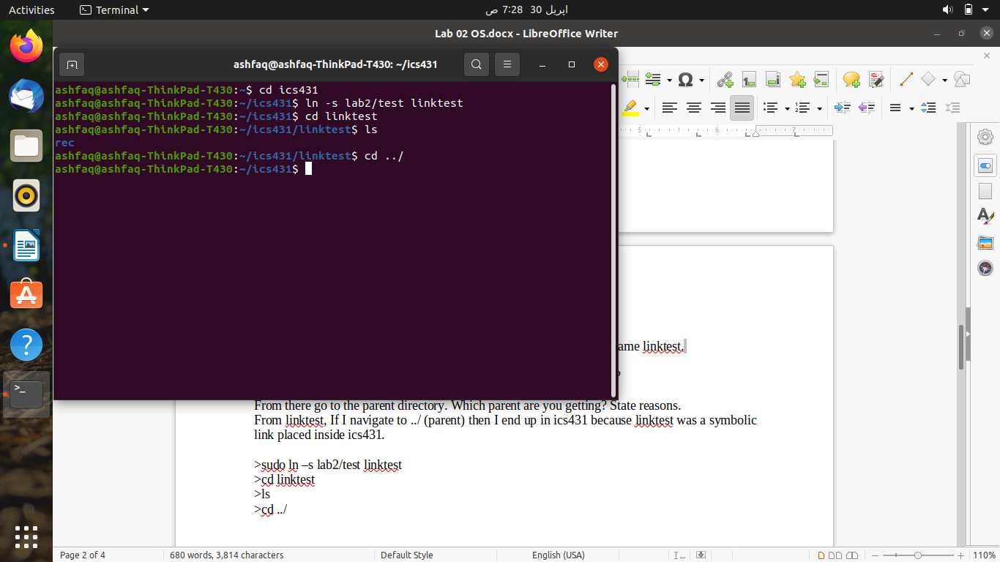 Activities
Terminal
اپریل 30  7:28 ص
Lab 02 OS.docx - LibreOffice Writer
ashfaq@ashfaq-ThinkPad-T430: ~/ics431
ashfaq@ashfaq-ThinkPad-T430:~$ cd ics431
ashfaq@ashfaq-ThinkPad-T430:~/ics431$ ln -s lab2/test linktest
ashfaq@ashfaq-ThinkPad-T430:~/ics431$ cd linktest
ashfaq@ashfaq-ThinkPad-T430:~/ics431/linktest$ ls
rec
ashfaq@ashfaq-ThinkPad-T430:~/ics431/linktest$ cd ../
ashfaq@ashfaq-ThinkPad-T430:~/ics431$
5 6 7
ame linktest.
From there go to the parent directory. Which parent are you getting? State reasons.
From linktest, If I navigate to ../ (parent) then I end up in ics431 because linktest was a symbolic
link placed inside ics431.
>sudo ln –s lab2/test linktest
>cd linktest
>ls
>cd ../
Page 2 of 4
680 words, 3,814 characters
Default Style
English (USA)
110%